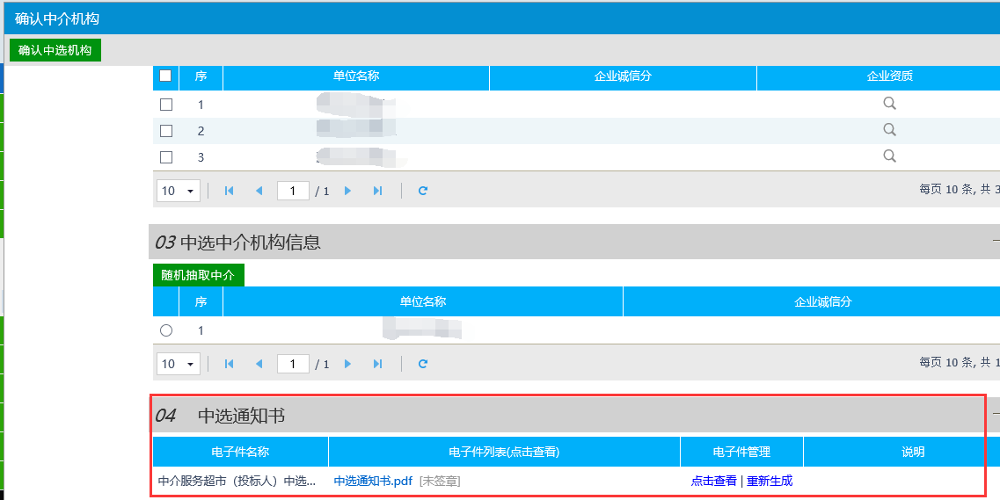 确认中介机构
确认中选机构
序 单位名称 企业诚信分 企业资质
1
2
3
10 1 / 1 每页 10 条, 共 3
03 中选中介机构信息
随机抽取中介
序 单位名称 企业诚信分
1
10 1 / 1 每页 10 条, 共 1
04 中选通知书
电子件名称 电子件列表(点击查看) 电子件管理 说明
中介服务超市（投标人）中选... 中选通知书.pdf [未签章] 点击查看 | 重新生成